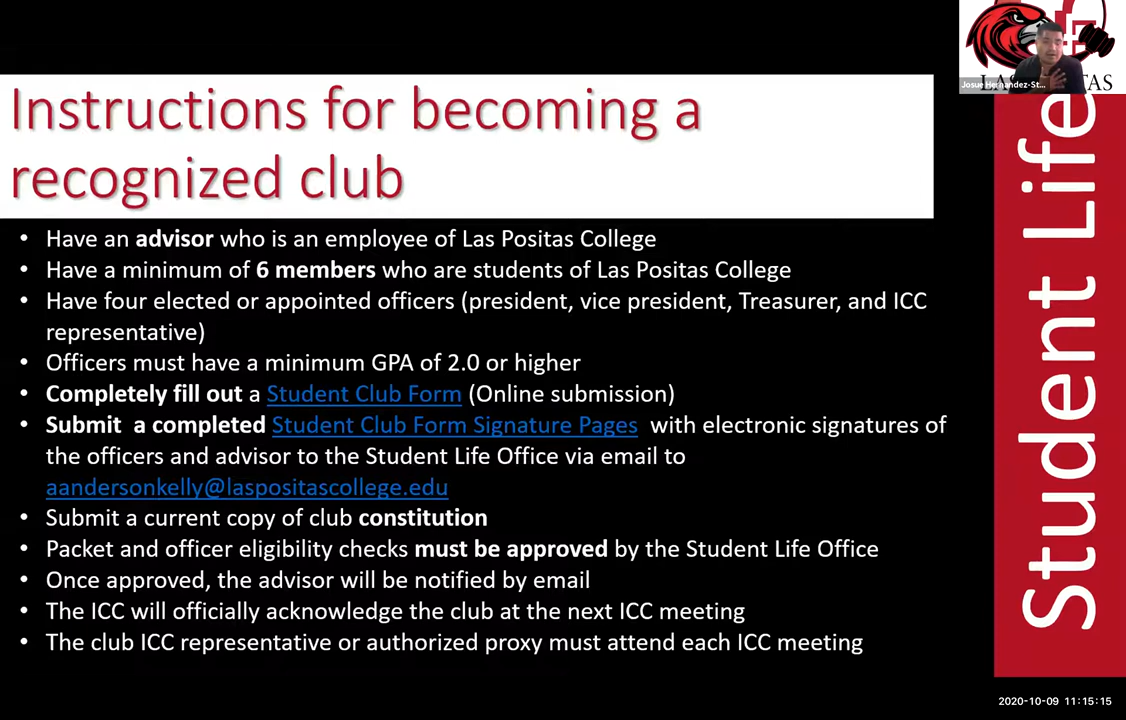 Instructions for becoming a
recognized club
• Have an advisor who is an employee of Las Positas College
• Have a minimum of 6 members who are students of Las Positas College
• Have four elected or appointed officers (president, vice president, Treasurer, and ICC
representative)
• Officers must have a minimum GPA of 2.0 or higher
• Completely fill out a Student Club Form (Online submission)
• Submit a completed Student Club Form Signature Pages with electronic signatures of
the officers and advisor to the Student Life Office via email to
aandersonkelly@laspositascollege.edu
• Submit a current copy of club constitution
• Packet and officer eligibility checks must be approved by the Student Life Office
• Once approved, the advisor will be notified by email
• The ICC will officially acknowledge the club at the next ICC meeting
• The club ICC representative or authorized proxy must attend each ICC meeting
Josue Hernandez-St...
Student Life
2020-10-09 11:15:15